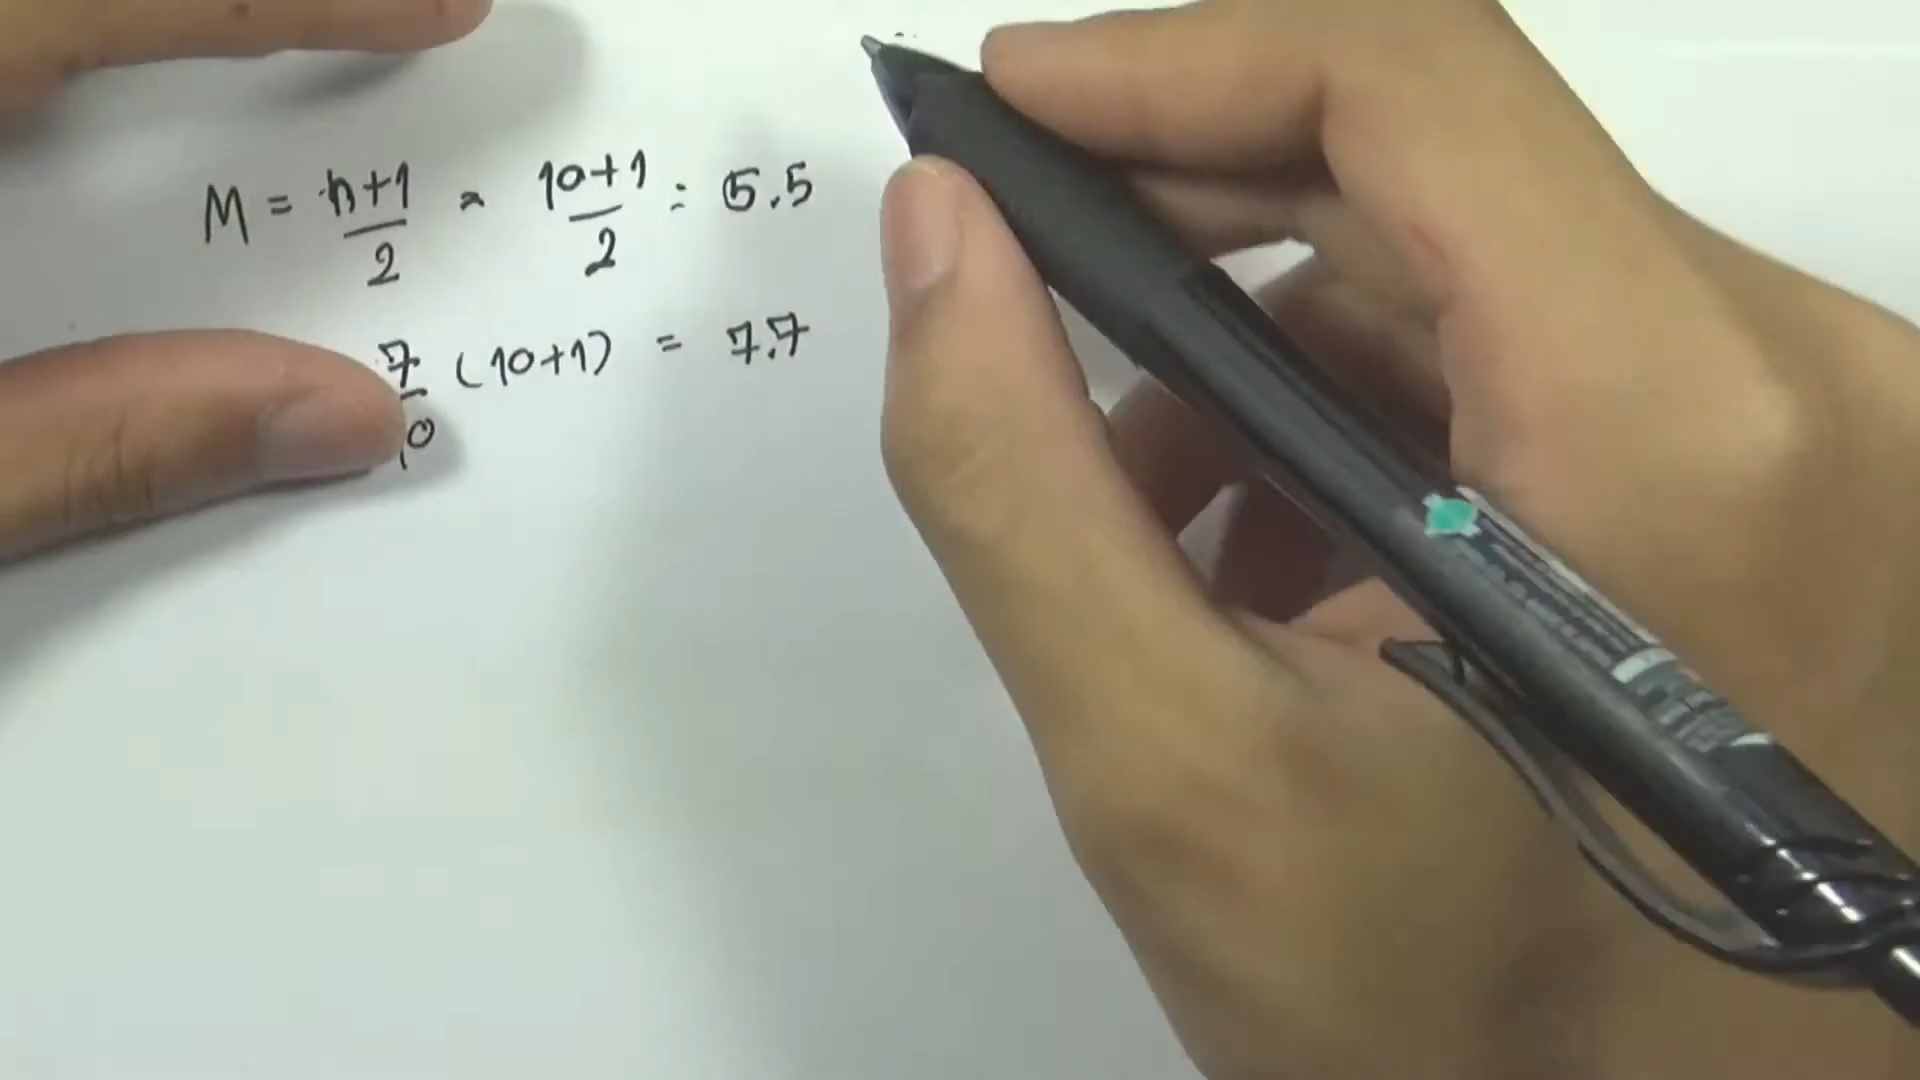 M = n+1/2 = 10+1/2 = 5.5
7/10 (10+1) = 7.7